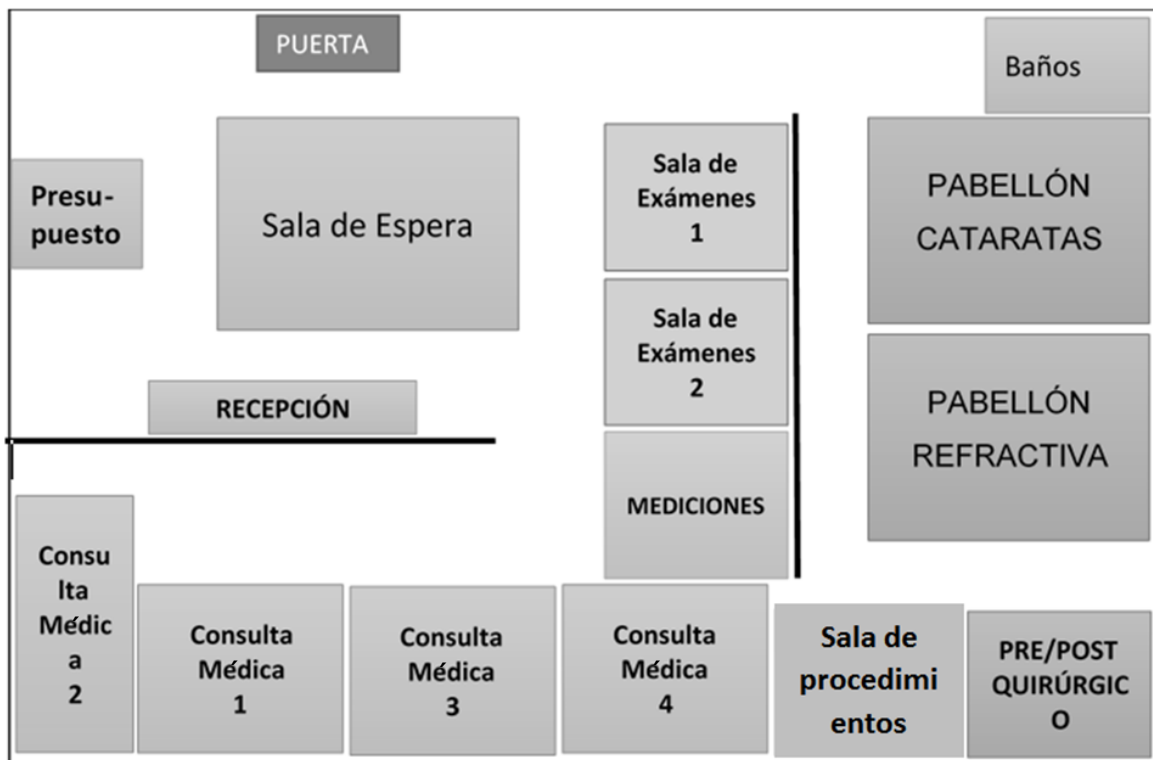 PUERTA
Baños
Presu-
puesto
Sala de Espera
Sala de
Exámenes
1
PABELLÓN
CATARATAS
Sala de
Exámenes
2
RECEPCIÓN
PABELLÓN
REFRACTIVA
MEDICIONES
Consu
lta
Médic
a
2
Consulta
Médica
1
Consulta
Médica
3
Consulta
Médica
4
Sala de
procedimi
entos
PRE/POST
QUIRÚRGIC
O